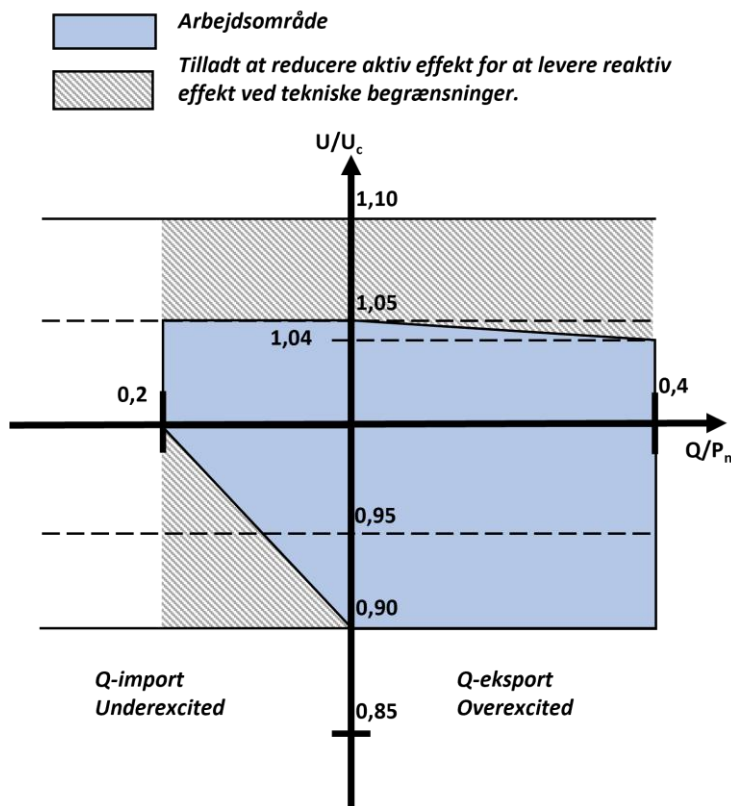 Arbejdsområde
Tilladt at reducere aktiv effekt for at levere reaktiv
effekt ved tekniske begrænsninger.
U/Uc
1,10
1,05
1,04
0,2
0,4
Q/Pn
0,95
0,90
Q-import
Underexcited
Q-eksport
Overexcited
0,85